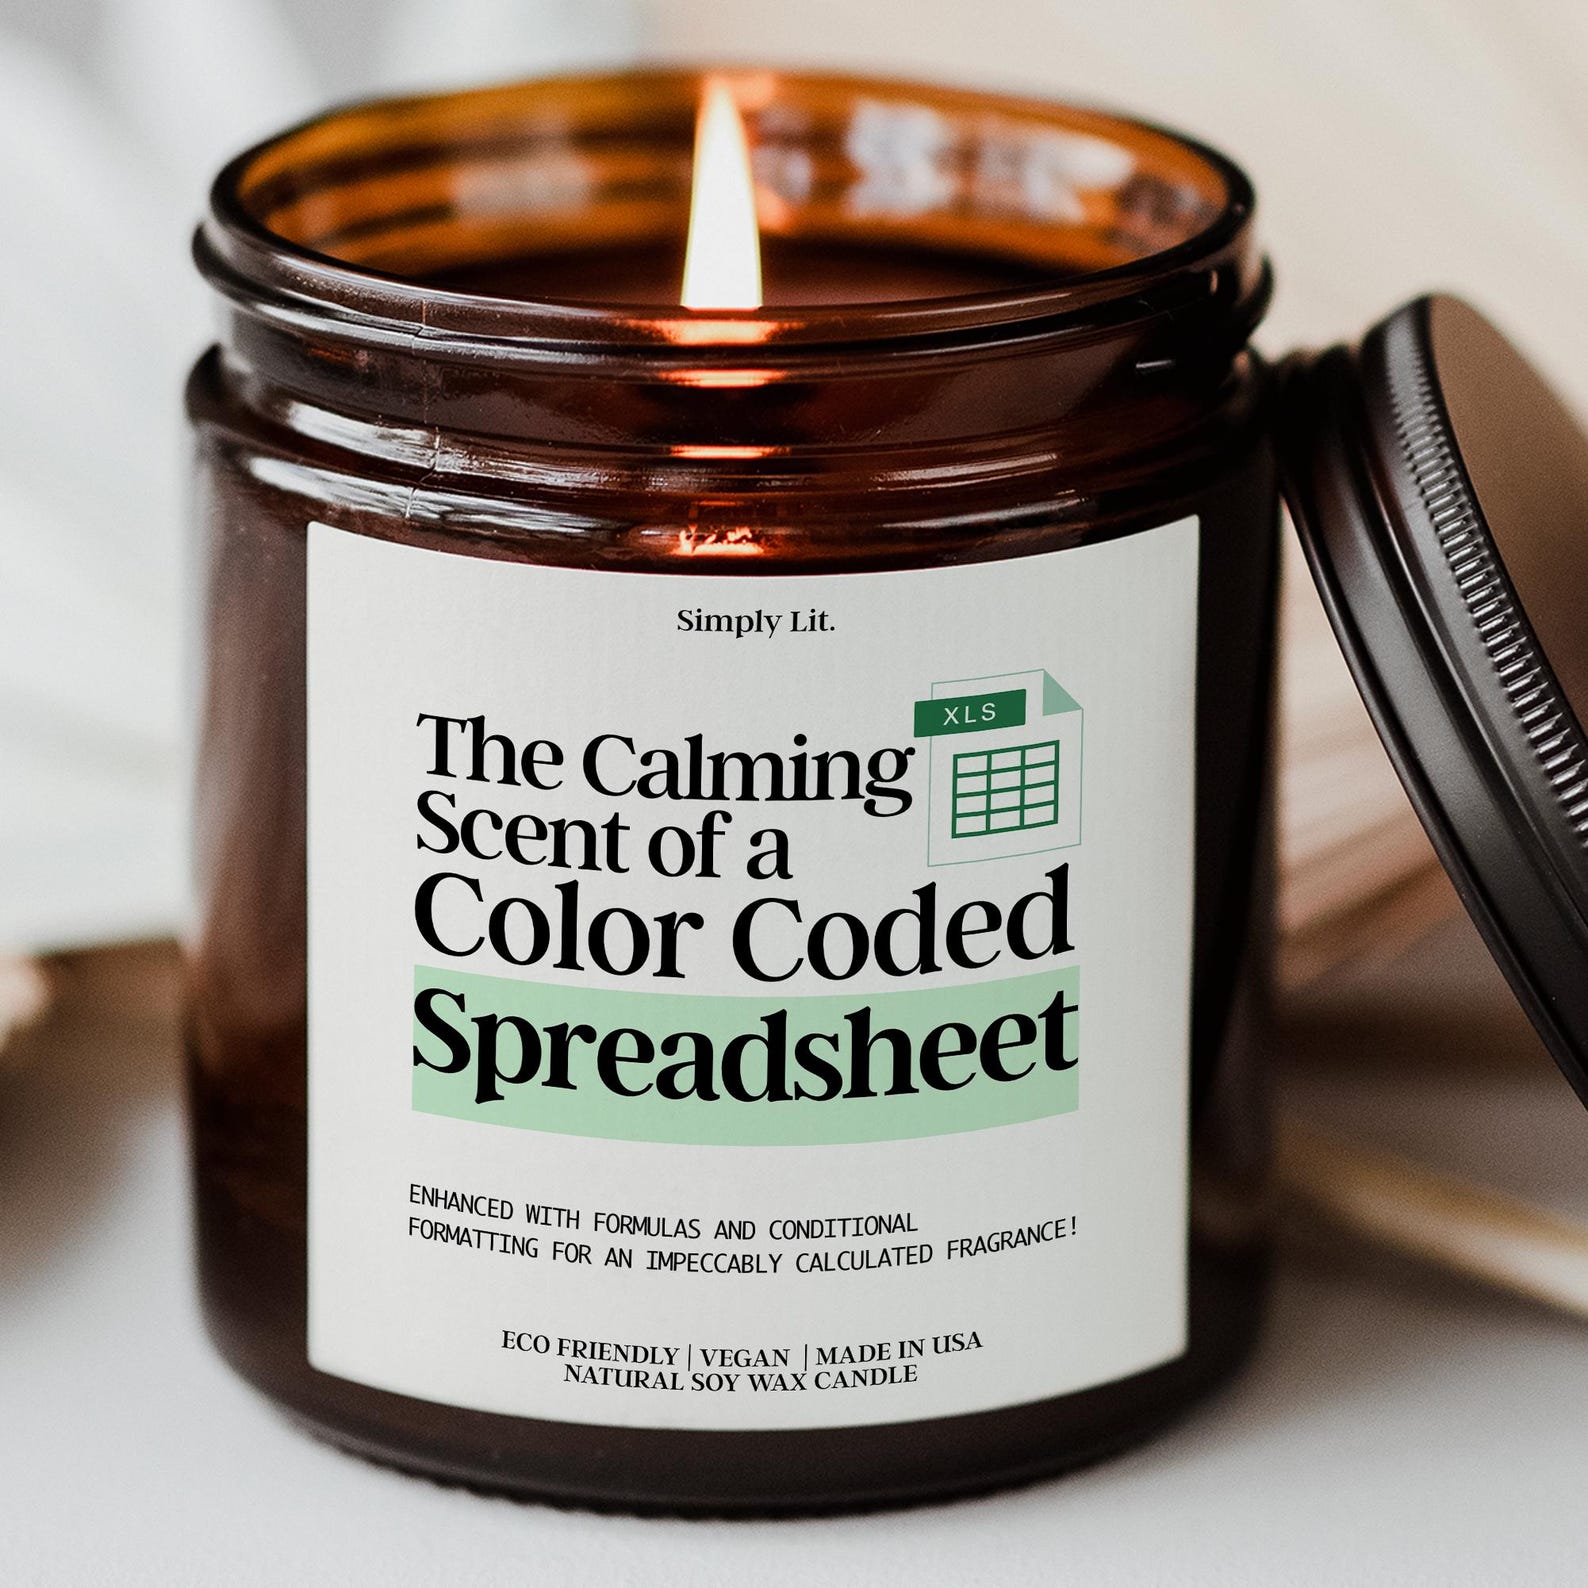 Simply Lit.
XLS
The Calming
Scent of a
Color Coded
Spreadsheet
ENHANCED WITH FORMULAS AND CONDITIONAL
FORMATTING FOR AN IMPECCABLY CALCULATED FRAGRANCE!
ECO FRIENDLY | VEGAN | MADE IN USA
NATURAL SOY WAX CANDLE